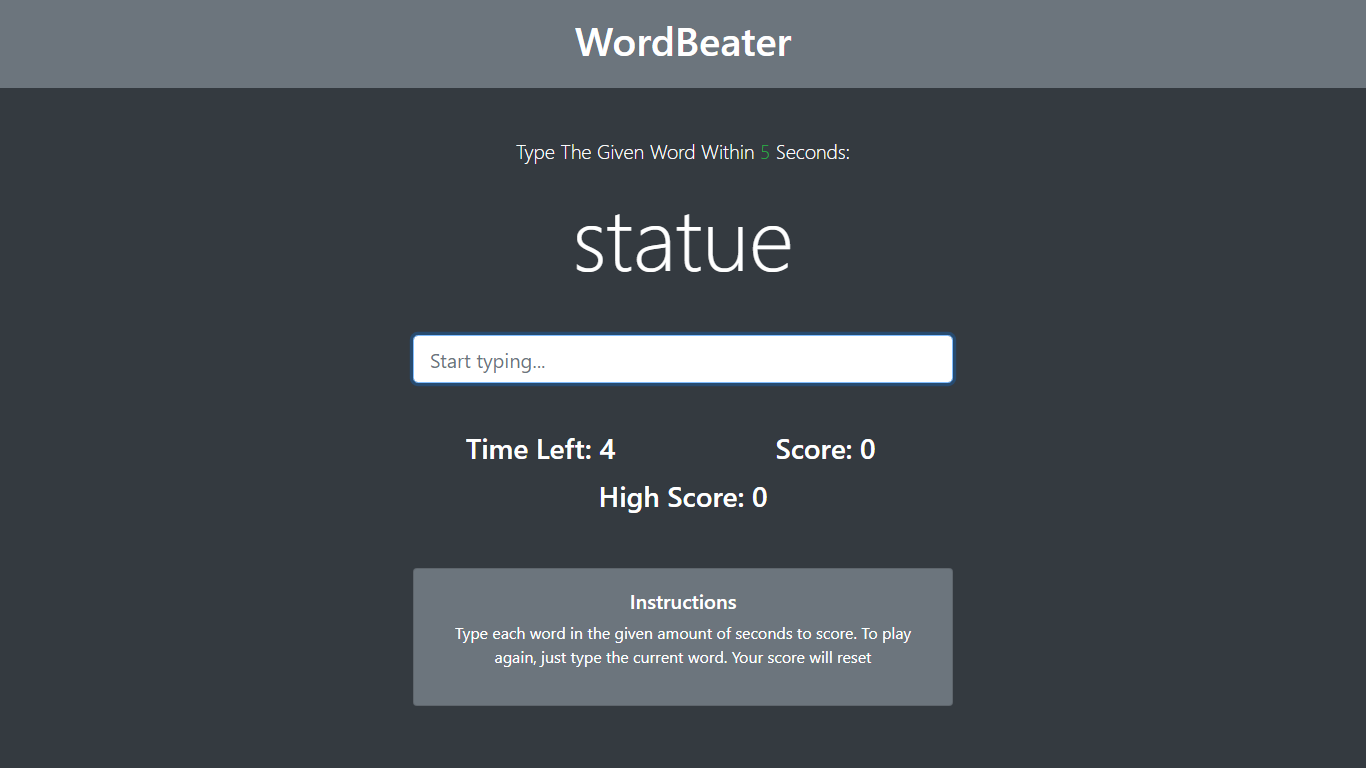 WordBeater
Type The Given Word Within 5 Seconds:
statue
Start typing...
Time Left: 4 Score: 0
High Score: 0
Instructions
Type each word in the given amount of seconds to score. To play
again, just type the current word. Your score will reset